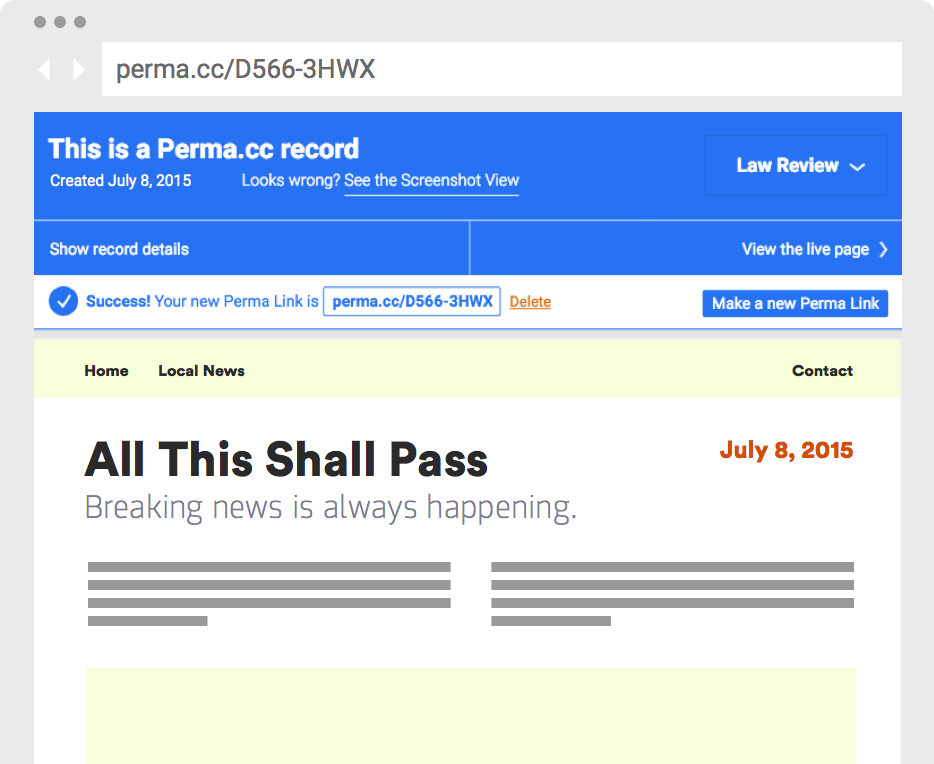 perma.cc/D566-3HWX
This is a Perma.cc record
Created July 8, 2015 Looks wrong? See the Screenshot View
Law Review
Show record details
View the live page
Success! Your new Perma Link is perma.cc/D566-3HWX Delete
Make a new Perma Link
Home Local News Contact
All This Shall Pass
July 8, 2015
Breaking news is always happening.